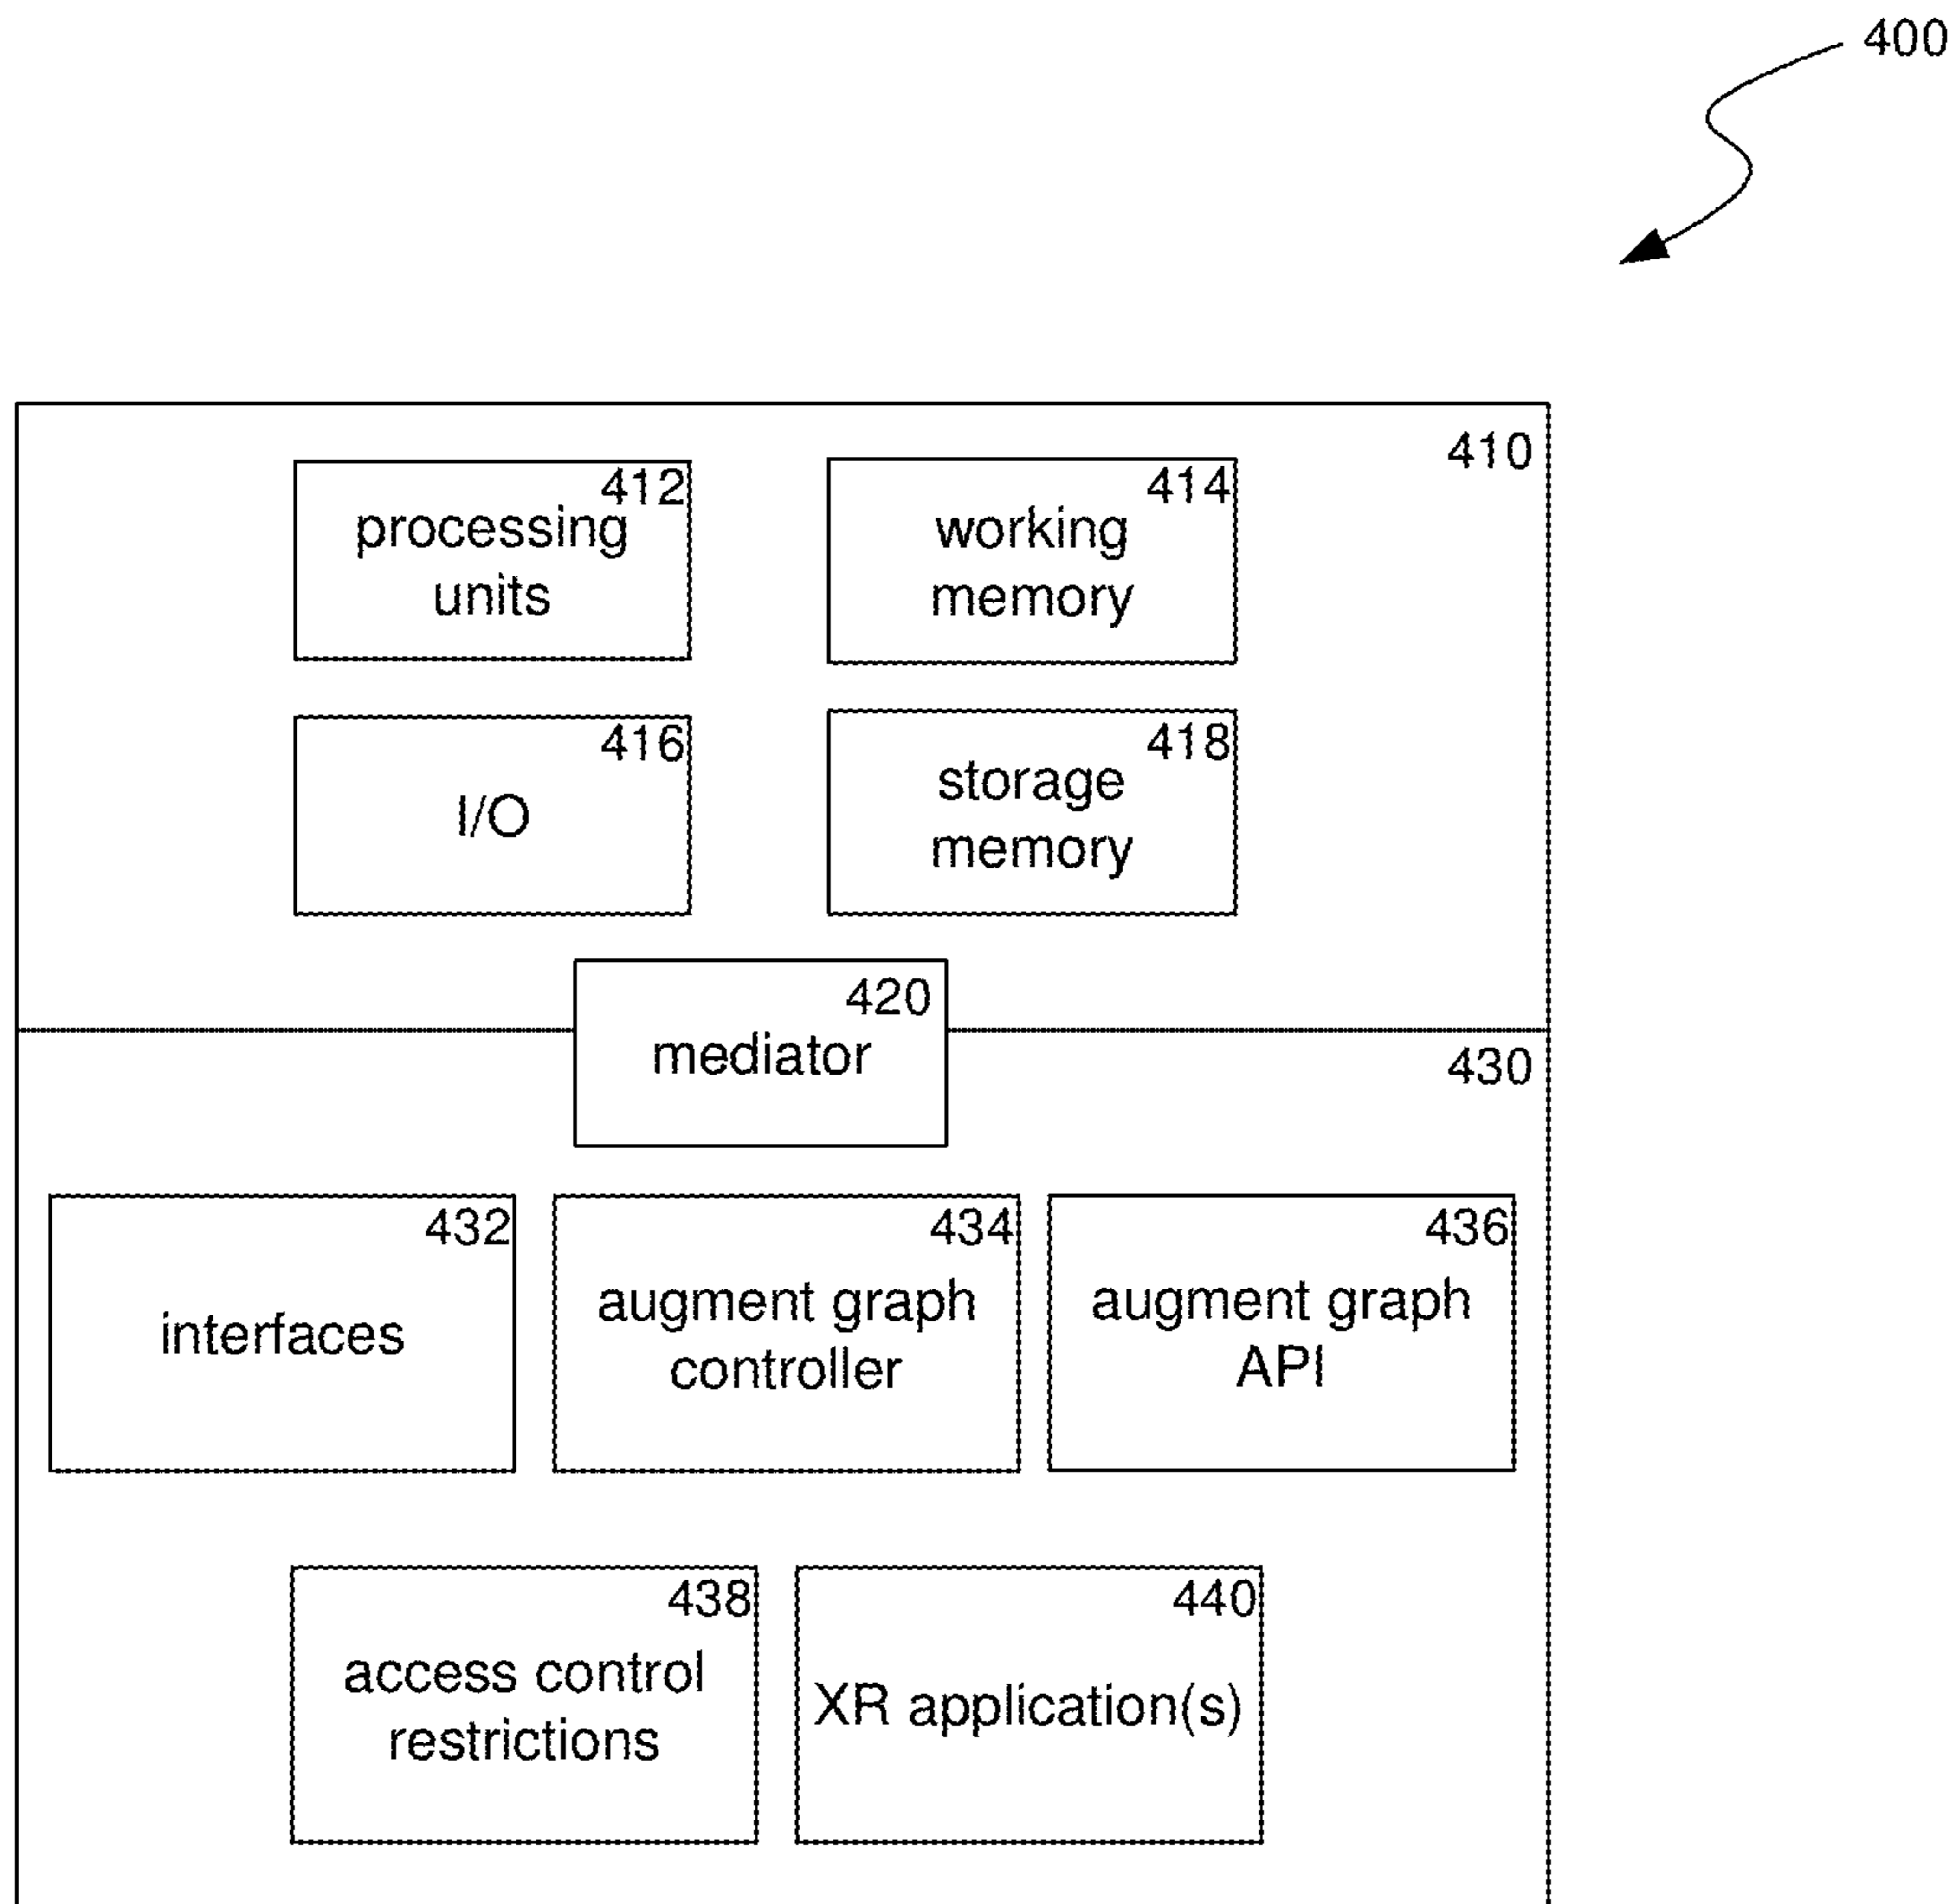 400
410
412
processing
units
414
working
memory
416
I/O
418
storage
memory
420
mediator
430
432
interfaces
434
augment graph
controller
436
augment graph
API
438
access control
restrictions
440
XR application(s)